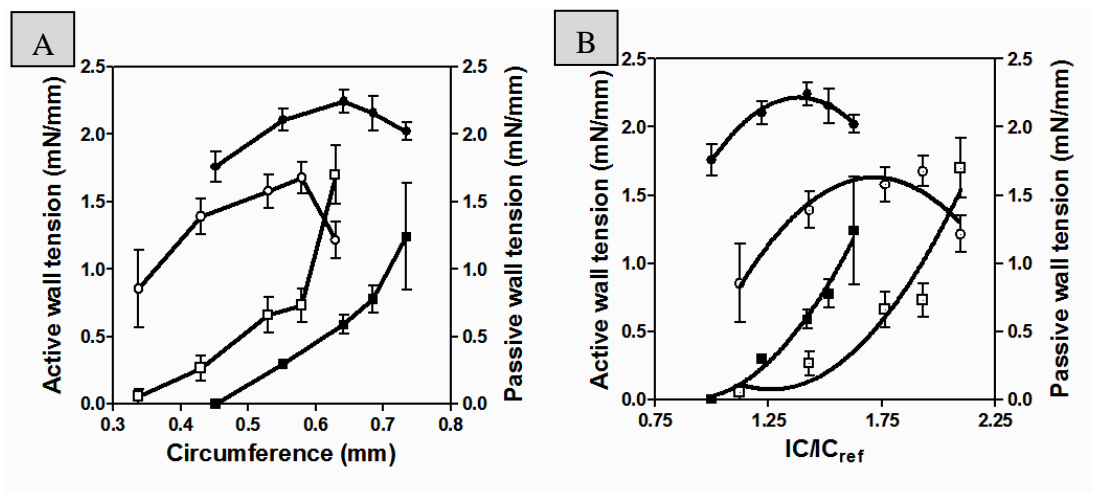 A
Active wall tension (mN/mm)
2.5
2.0
1.5
1.0
0.5
0.0
2.5
2.0
1.5
1.0
0.5
0.0
Passive wall tension (mN/mm)
0.3 0.4 0.5 0.6 0.7 0.8
Circumference (mm)
B
Active wall tension (mN/mm)
2.5
2.0
1.5
1.0
0.5
0.0
2.5
2.0
1.5
1.0
0.5
0.0
Passive wall tension (mN/mm)
0.75 1.25 1.75 2.25
IC/ICref